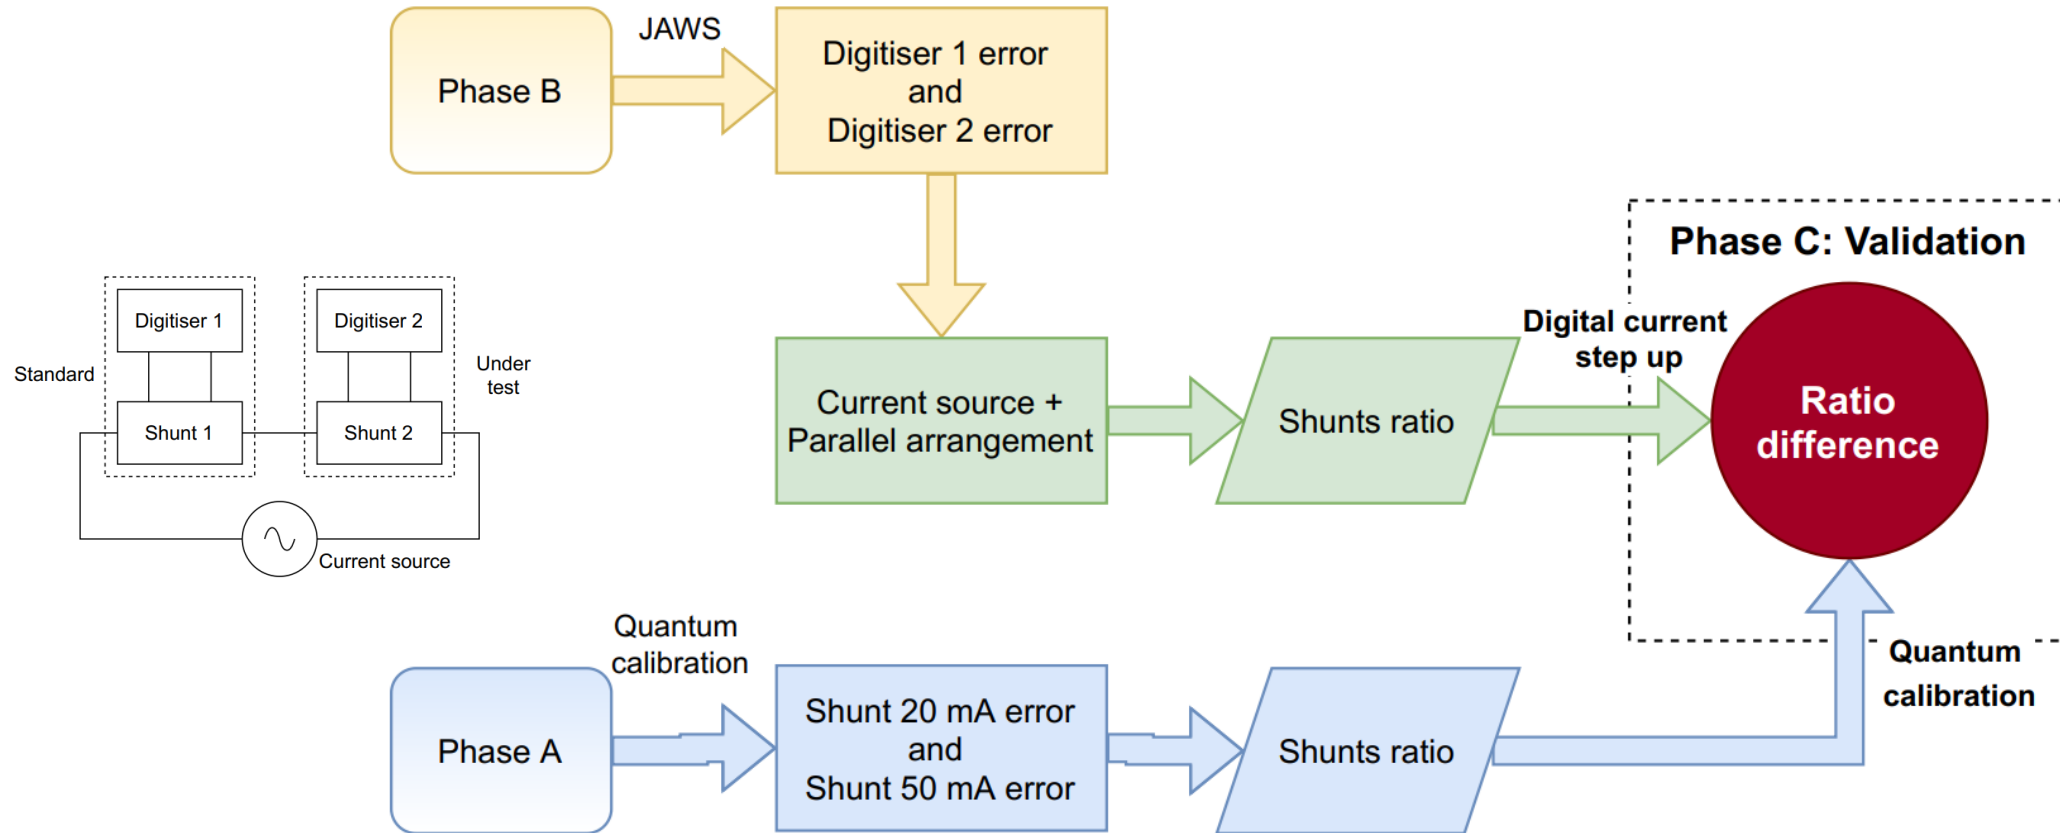 Phase B
JAWS
Digitiser 1 error
and
Digitiser 2 error
Phase C: Validation
Digitiser 1
Digitiser 2
Standard
Under
test
Shunt 1
Shunt 2
Current source
Current source +
Parallel arrangement
Shunts ratio
Digital current
step up
Ratio
difference
Phase A
Quantum
calibration
Shunt 20 mA error
and
Shunt 50 mA error
Shunts ratio
Quantum
calibration